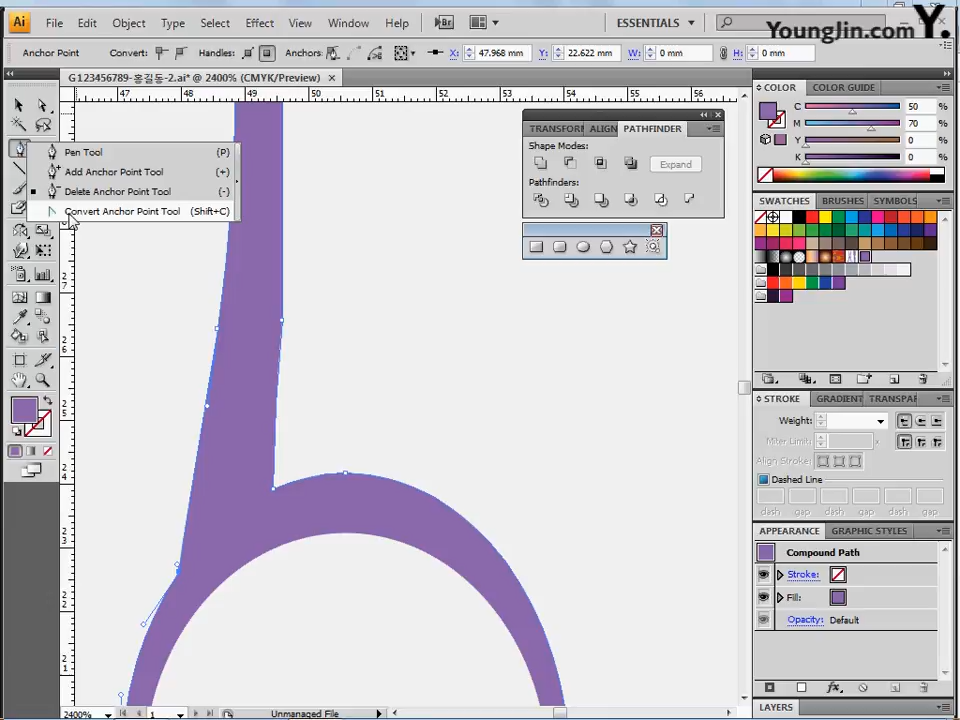 Ai File Edit Object Type Select Effect View Window Help Br ESSENTIALS
Younglin.com Y.
Anchor Point Convert: Handles: Anchors: X: 47.968 mm Y: 22.622 mm W: 0 mm H: 0 mm
G123456789-홍길동-2.ai* @ 2400% (CMYK/Preview)
47 48 50 51 52 53 54 55 56
Pen Tool (P)
Add Anchor Point Tool (+)
Delete Anchor Point Tool (-)
Convert Anchor Point Tool (Shift+C)
TRANSFORM ALIGN PATHFINDER
Shape Modes:
Expand
Pathfinders:
COLOR COLOR GUIDE
C 50 %
M 70 %
Y 0 %
K 0 %
SWATCHES BRUSHES SYMBOLS
STROKE GRADIENT TRANSPAR
Weight:
Miter Limit: x
Align Stroke:
Dashed Line
dash gap dash gap dash gap
APPEARANCE GRAPHIC STYLES
Compound Path
Stroke:
Fill:
Opacity: Default
LAYERS
2400% 1 Unmanaged File